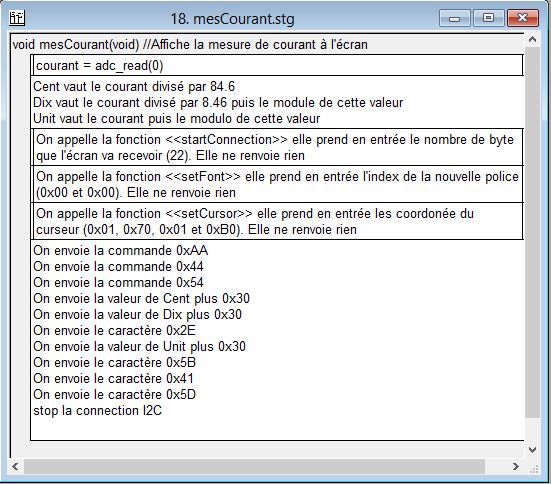 18. mesCourant.stg
void mesCourant(void) //Affiche la mesure de courant à l'écran
courant = adc_read(0)
Cent vaut le courant divisé par 84.6
Dix vaut le courant divisé par 8.46 puis le module de cette valeur
Unit vaut le courant puis le modulo de cette valeur
On appelle la fonction <<startConnection>> elle prend en entrée le nombre de byte
que l'écran va recevoir (22). Elle ne renvoie rien
On appelle la fonction <<setFont>> elle prend en entrée l'index de la nouvelle police
(0x00 et 0x00). Elle ne renvoie rien
On appelle la fonction <<setCursor>> elle prend en entrée les coordonée du
curseur (0x01, 0x70, 0x01 et 0xB0). Elle ne renvoie rien
On envoie la commande 0xAA
On envoie la commande 0x44
On envoie la commande 0x54
On envoie la valeur de Cent plus 0x30
On envoie la valeur de Dix plus 0x30
On envoie le caractère 0x2E
On envoie la valeur de Unit plus 0x30
On envoie le caractère 0x5B
On envoie le caractère 0x41
On envoie le caractère 0x5D
stop la connection I2C